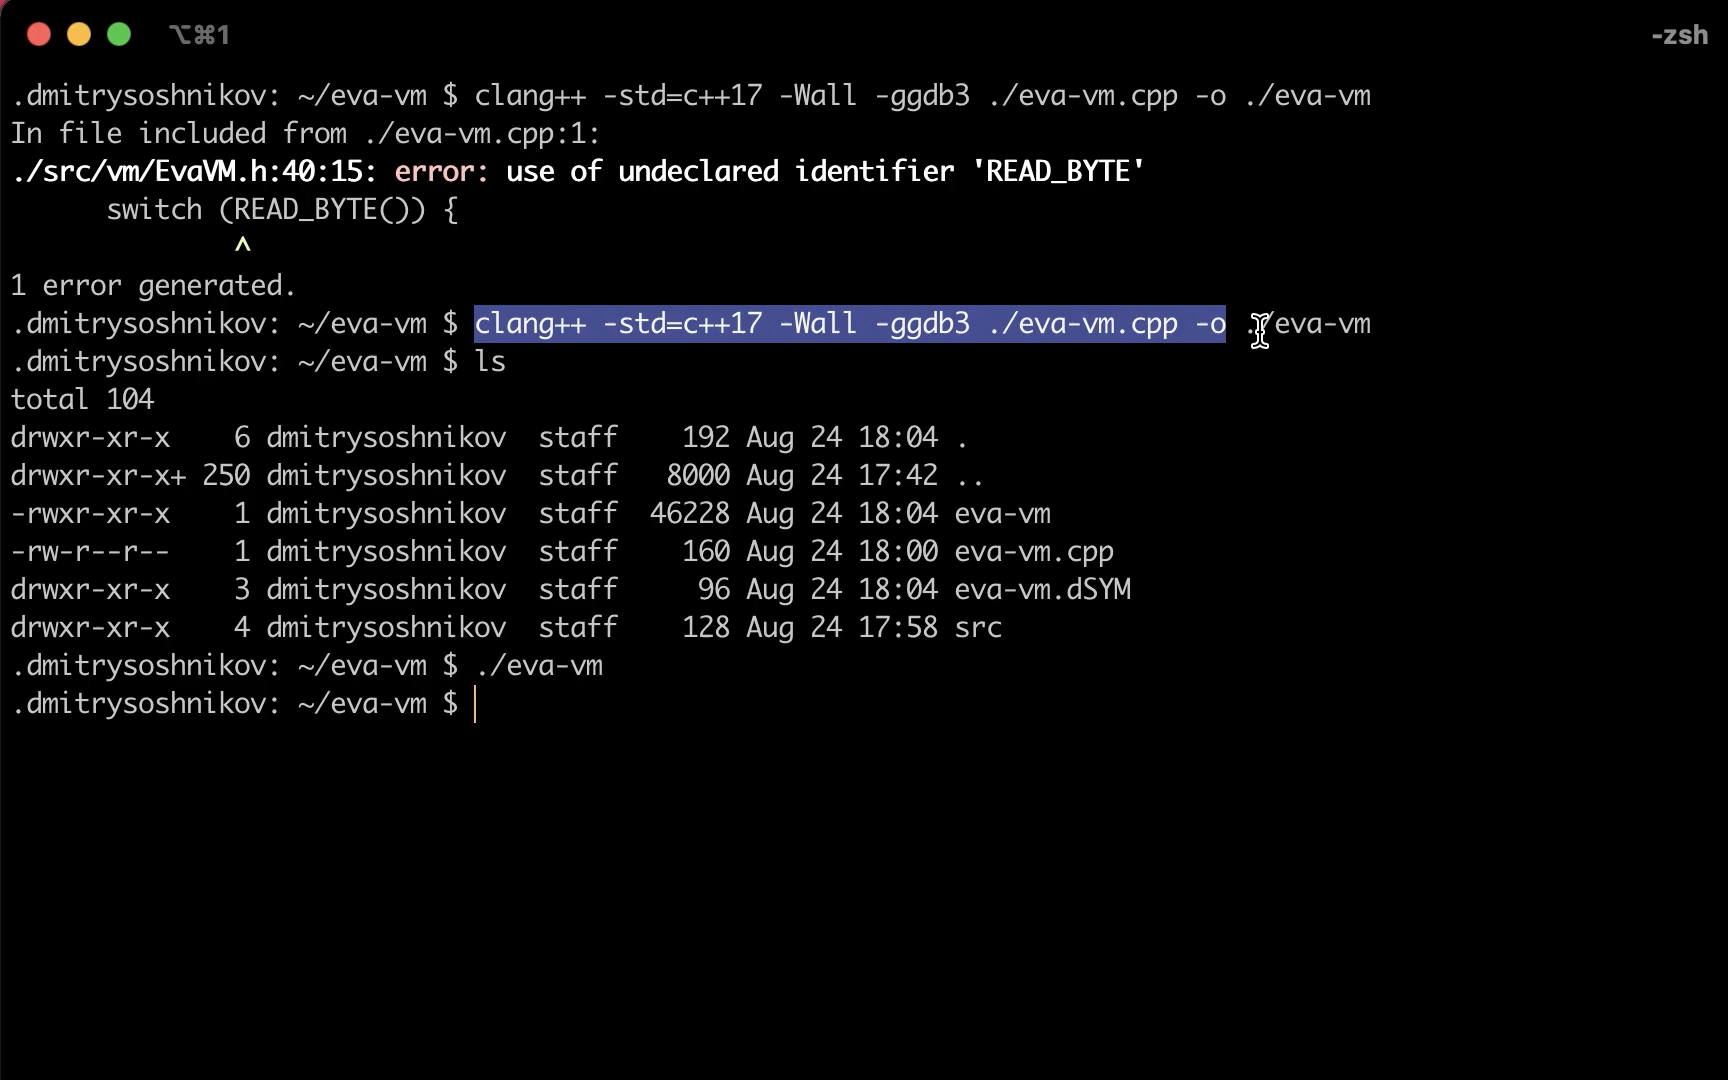 ⌥⌘1
-zsh
.dmitrysoshnikov: ~/eva-vm $ clang++ -std=c++17 -Wall -ggdb3 ./eva-vm.cpp -o ./eva-vm
In file included from ./eva-vm.cpp:1:
./src/vm/EvaVM.h:40:15: error: use of undeclared identifier 'READ_BYTE'
      switch (READ_BYTE()) {
              ^
1 error generated.
.dmitrysoshnikov: ~/eva-vm $ clang++ -std=c++17 -Wall -ggdb3 ./eva-vm.cpp -o ./eva-vm
.dmitrysoshnikov: ~/eva-vm $ ls
total 104
drwxr-xr-x    6 dmitrysoshnikov  staff    192 Aug 24 18:04 .
drwxr-xr-x+ 250 dmitrysoshnikov  staff   8000 Aug 24 17:42 ..
-rwxr-xr-x    1 dmitrysoshnikov  staff  46228 Aug 24 18:04 eva-vm
-rw-r--r--    1 dmitrysoshnikov  staff    160 Aug 24 18:00 eva-vm.cpp
drwxr-xr-x    3 dmitrysoshnikov  staff     96 Aug 24 18:04 eva-vm.dSYM
drwxr-xr-x    4 dmitrysoshnikov  staff    128 Aug 24 17:58 src
.dmitrysoshnikov: ~/eva-vm $ ./eva-vm
.dmitrysoshnikov: ~/eva-vm $